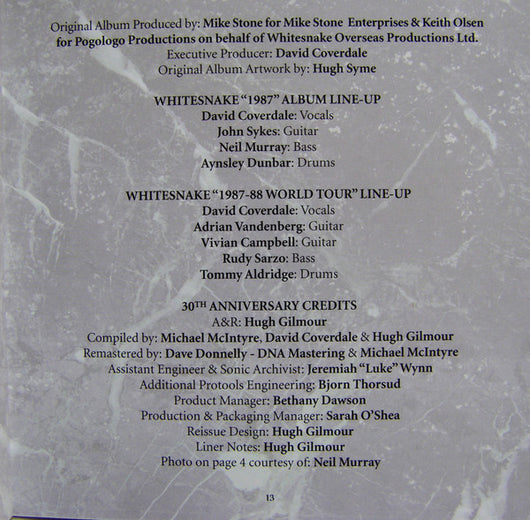 Original Album Produced by: Mike Stone for Mike Stone Enterprises & Keith Olsen
for Pogologo Productions on behalf of Whitesnake Overseas Productions Ltd.
Executive Producer: David Coverdale
Original Album Artwork by: Hugh Syme
WHITESNAKE “1987” ALBUM LINE-UP
David Coverdale: Vocals
John Sykes: Guitar
Neil Murray: Bass
Aynsley Dunbar: Drums
WHITESNAKE “1987-88 WORLD TOUR” LINE-UP
David Coverdale: Vocals
Adrian Vandenberg: Guitar
Vivian Campbell: Guitar
Rudy Sarzo: Bass
Tommy Aldridge: Drums
30TH ANNIVERSARY CREDITS
A&R: Hugh Gilmour
Compiled by: Michael McIntyre, David Coverdale & Hugh Gilmour
Remastered by: Dave Donnelly - DNA Mastering & Michael McIntyre
Assistant Engineer & Sonic Archivist: Jeremiah “Luke” Wynn
Additional Protools Engineering: Bjorn Thorsud
Product Manager: Bethany Dawson
Production & Packaging Manager: Sarah O’Shea
Reissue Design: Hugh Gilmour
Liner Notes: Hugh Gilmour
Photo on page 4 courtesy of: Neil Murray
13